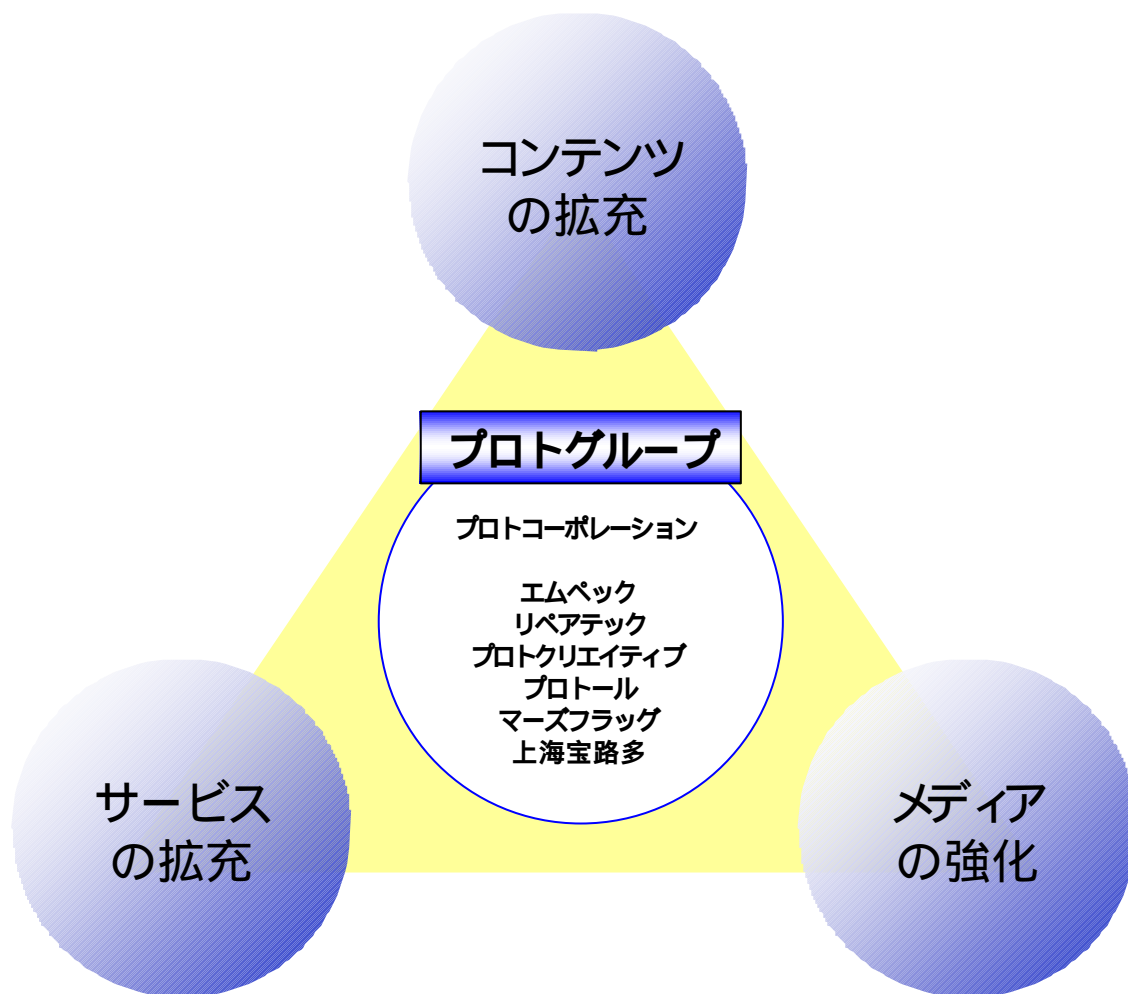 コンテンツ
の拡充
プロトグループ
プロトコーポレーション
エムペック
リペアテック
プロトクリエイティブ
プロトール
マーズフラッグ
上海宝路多
サービス
の拡充
メディア
の強化